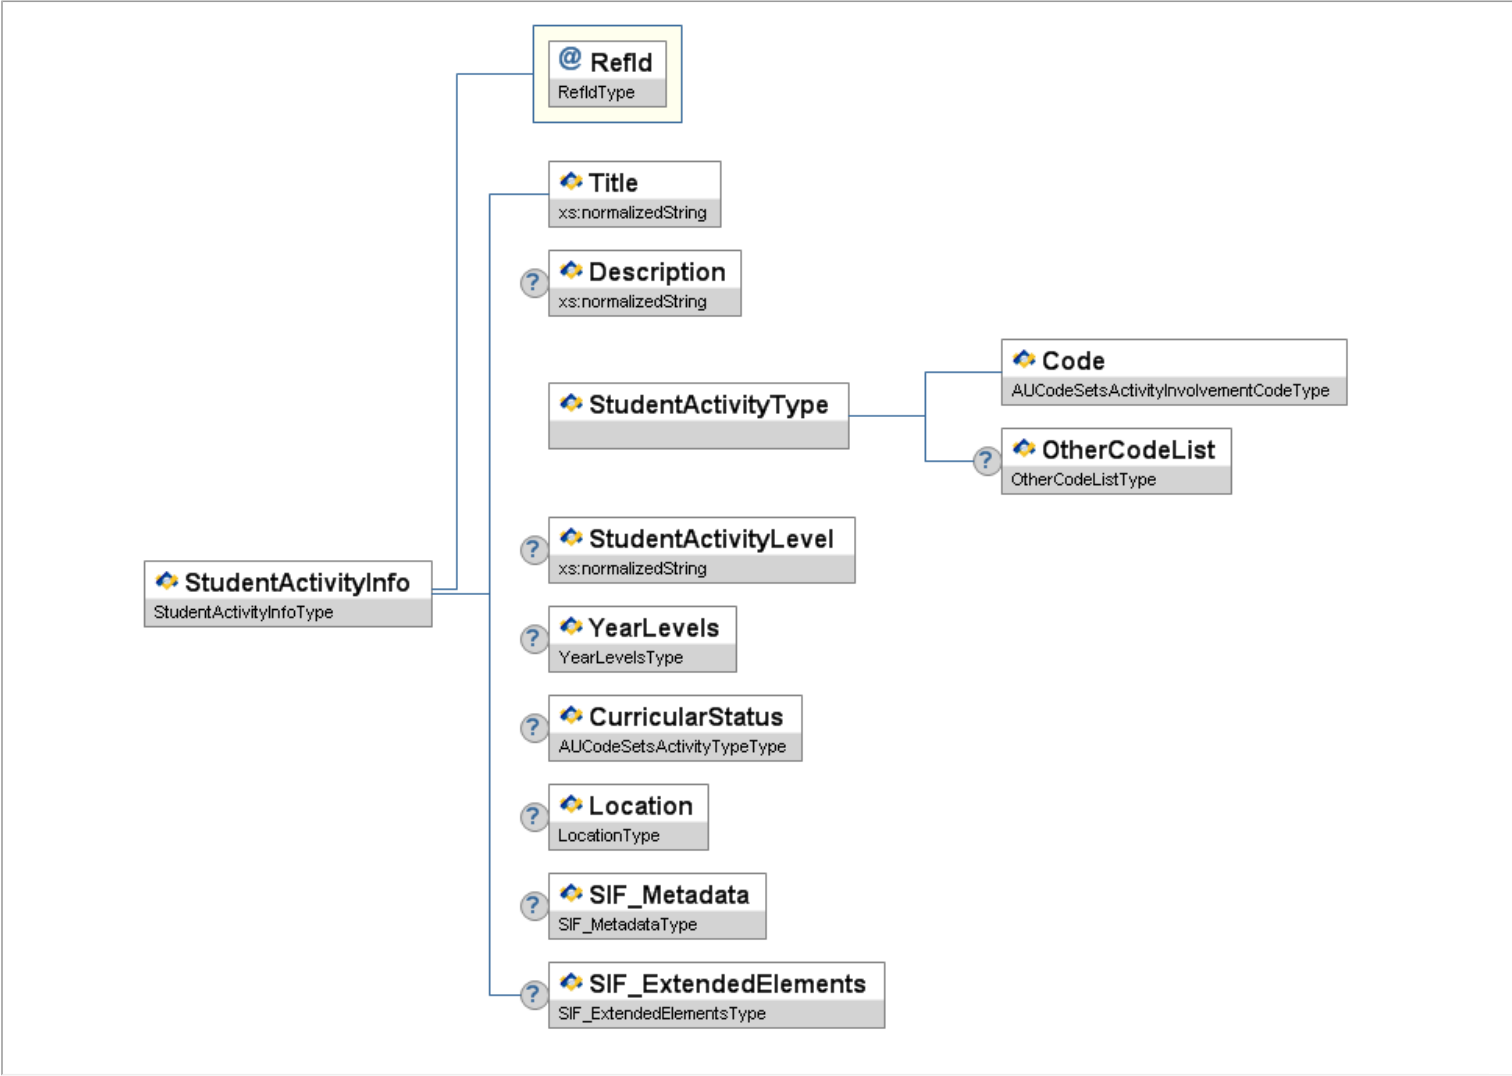 @ RefId
RefIdType
Title
xs:normalizedString
? Description
xs:normalizedString
StudentActivityType
Code
AUCodeSetsActivityInvolvementCodeType
? OtherCodeList
OtherCodeListType
? StudentActivityLevel
xs:normalizedString
StudentActivityInfo
StudentActivityInfoType
? YearLevels
YearLevelsType
? CurricularStatus
AUCodeSetsActivityTypeType
? Location
LocationType
? SIF_Metadata
SIF_MetadataType
? SIF_ExtendedElements
SIF_ExtendedElementsType